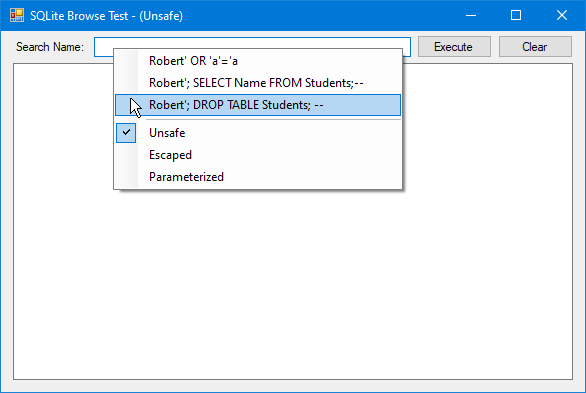 SQLite Browse Test - (Unsafe)
Search Name: Execute Clear
Robert' OR 'a'='a
Robert'; SELECT Name FROM Students;--
Robert'; DROP TABLE Students; --
Unsafe
Escaped
Parameterized